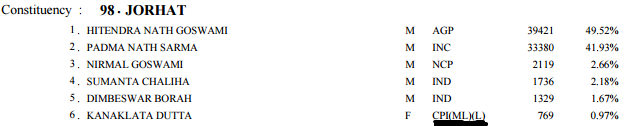 Constituency : 98 . JORHAT
1 . HITENDRA NATH GOSWAMI M AGP 39421 49.52%
2 . PADMA NATH SARMA M INC 33380 41.93%
3 . NIRMAL GOSWAMI M NCP 2119 2.66%
4 . SUMANTA CHALIHA M IND 1736 2.18%
5 . DIMBESWAR BORAH M IND 1329 1.67%
6 . KANAKLATA DUTTA F CPI(ML)(L) 769 0.97%